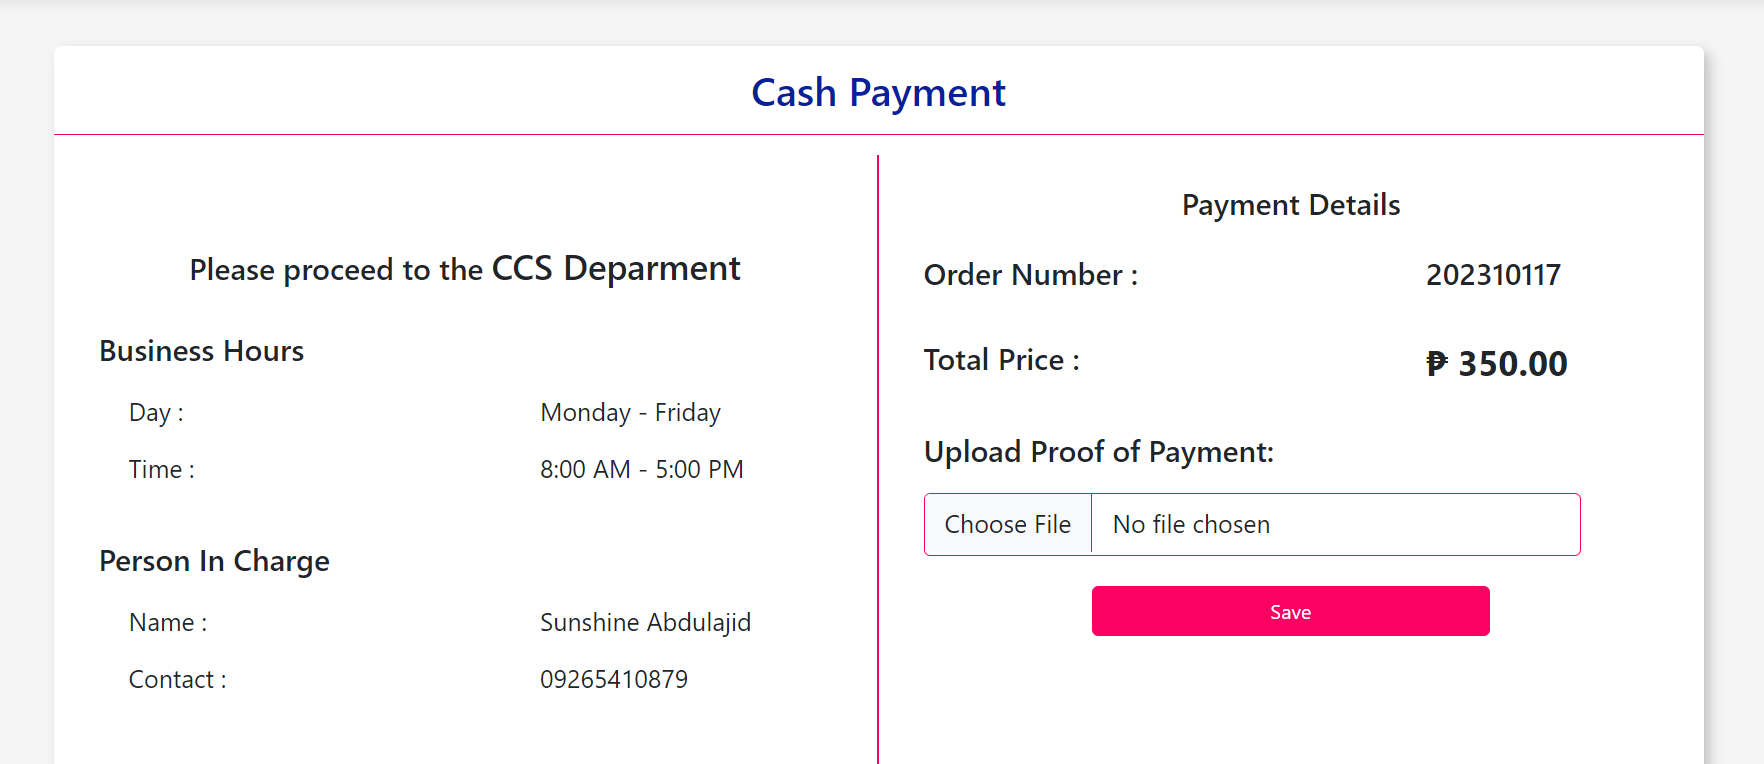 Cash Payment
Please proceed to the CCS Deparment
Business Hours
Day : Monday - Friday
Time : 8:00 AM - 5:00 PM
Person In Charge
Name : Sunshine Abdulajid
Contact : 09265410879
Payment Details
Order Number : 202310117
Total Price : ₱ 350.00
Upload Proof of Payment:
Choose File No file chosen
Save